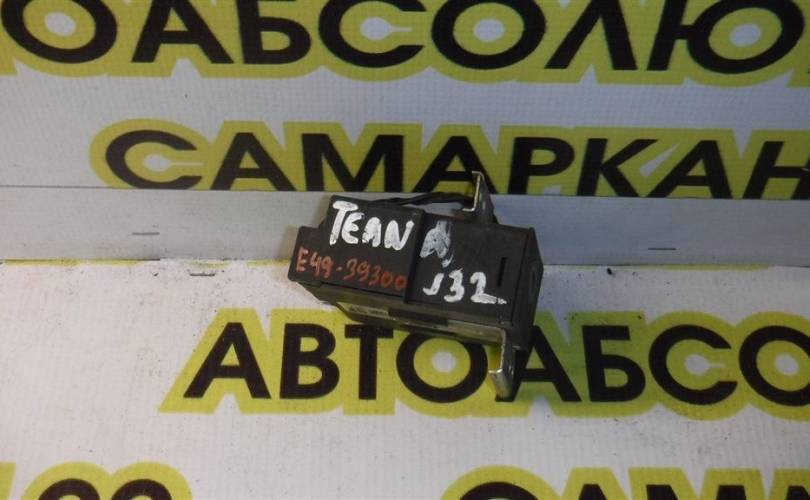 ОАБСОЛЮ
САМАРКАН
TEANA
E49-39300
J32
АВТОАБСО